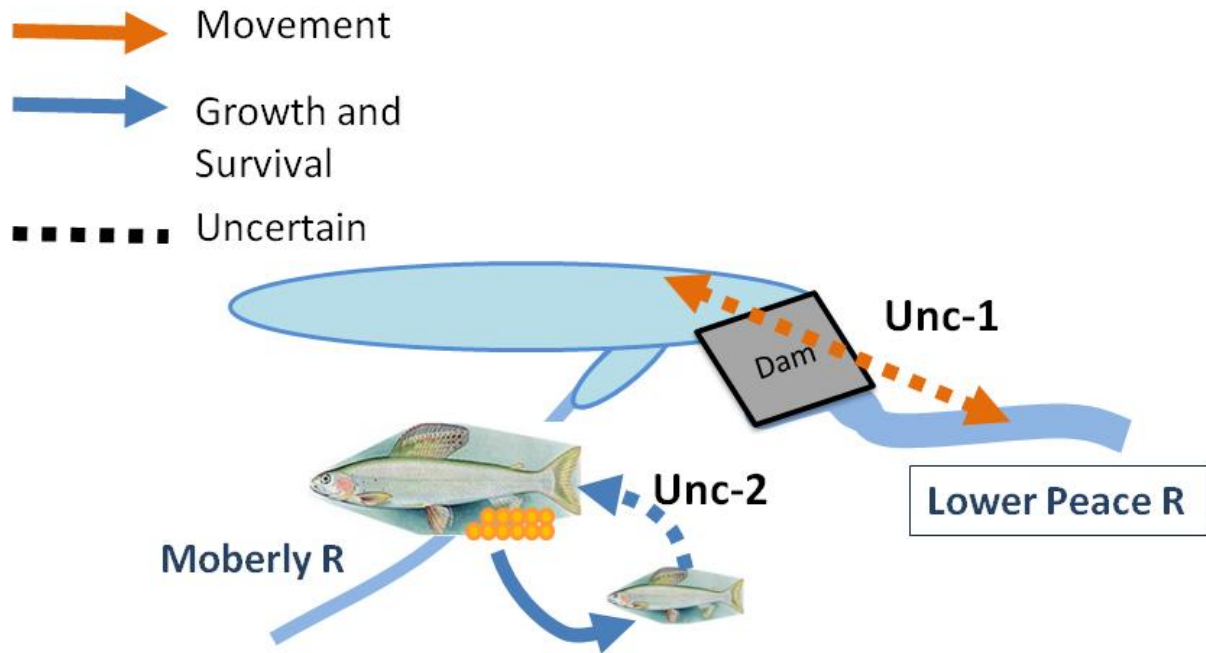 Movement
Growth and
Survival
Uncertain
Unc-1
Dam
Lower Peace R
Unc-2
Moberly R